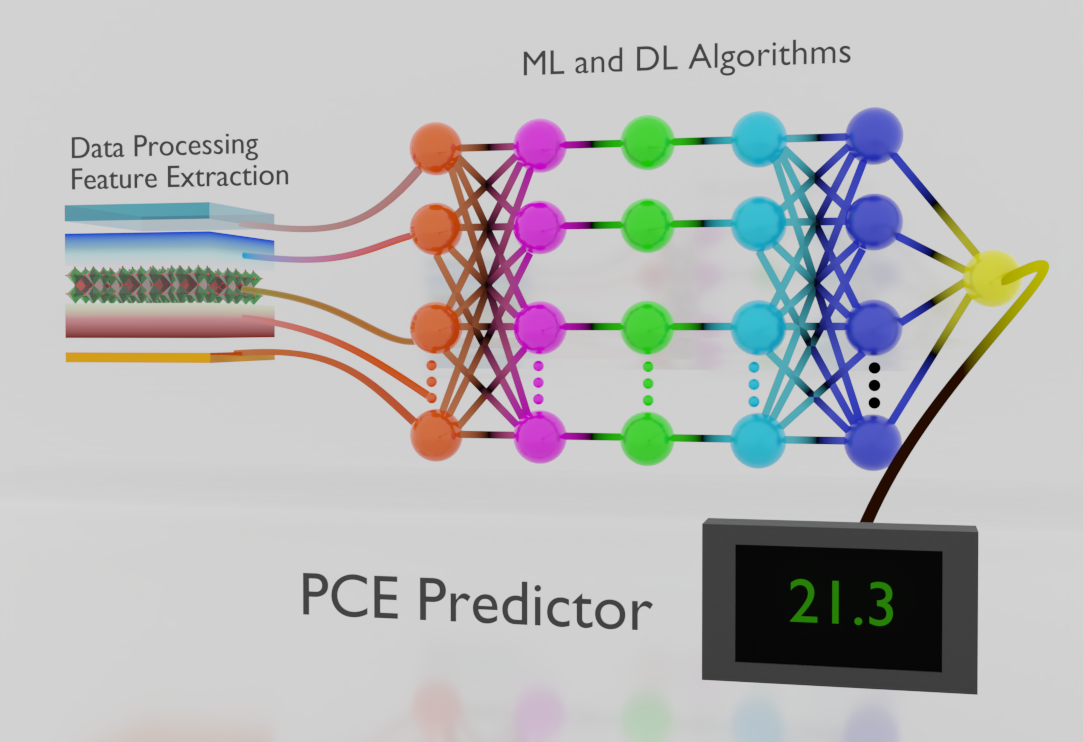 ML and DL Algorithms
Data Processing
Feature Extraction
PCE Predictor
21.3